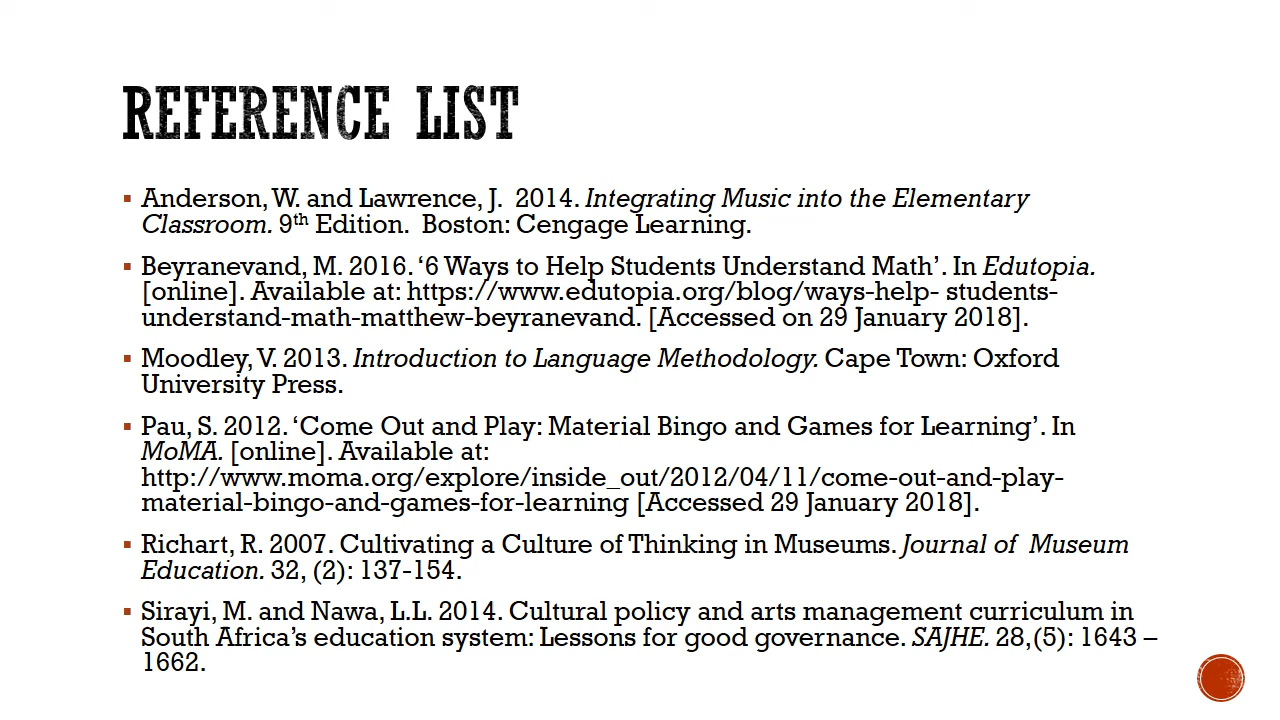 REFERENCE LIST
▪ Anderson, W. and Lawrence, J.  2014. Integrating Music into the Elementary
Classroom. 9th Edition.  Boston: Cengage Learning.
▪ Beyranevand, M. 2016. ‘6 Ways to Help Students Understand Math’. In Edutopia.
[online]. Available at: https://www.edutopia.org/blog/ways-help- students-
understand-math-matthew-beyranevand. [Accessed on 29 January 2018].
▪ Moodley, V. 2013. Introduction to Language Methodology. Cape Town: Oxford
University Press.
▪ Pau, S. 2012. ‘Come Out and Play: Material Bingo and Games for Learning’. In
MoMA. [online]. Available at:
http://www.moma.org/explore/inside_out/2012/04/11/come-out-and-play-
material-bingo-and-games-for-learning [Accessed 29 January 2018].
▪ Richart, R. 2007. Cultivating a Culture of Thinking in Museums. Journal of  Museum
Education. 32, (2): 137-154.
▪ Sirayi, M. and Nawa, L.L. 2014. Cultural policy and arts management curriculum in
South Africa’s education system: Lessons for good governance. SAJHE. 28,(5): 1643 –
1662.